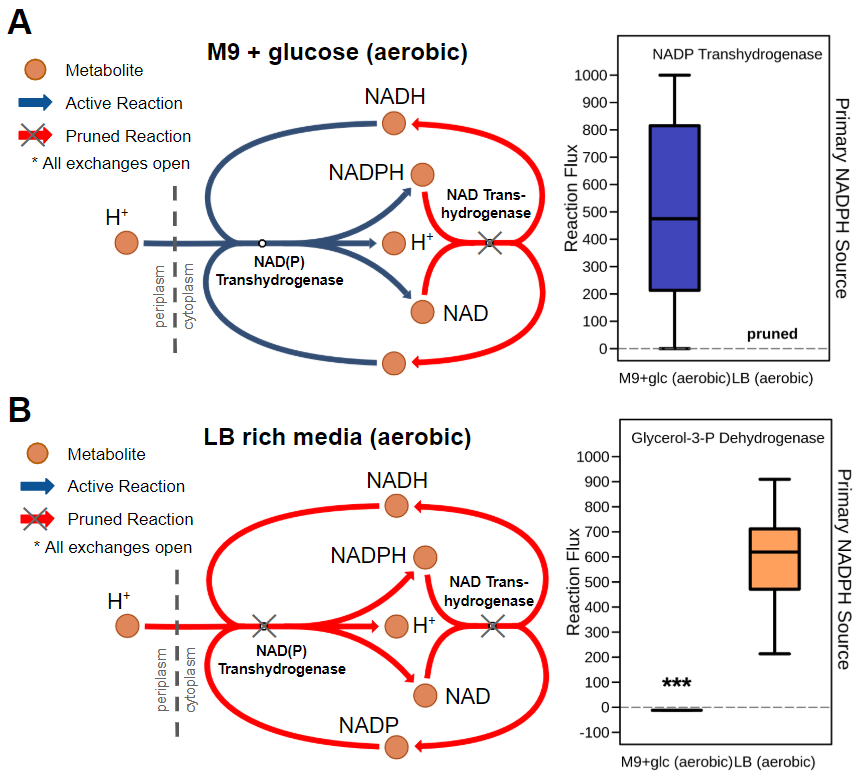 A
M9 + glucose (aerobic)
Metabolite
Active Reaction
Pruned Reaction
* All exchanges open
NADH
NADPH
NAD Trans-
hydrogenase
H+
H+
NAD(P)
Transhydrogenase
NAD
periplasm
cytoplasm
NADP Transhydrogenase
1000
900
800
700
600
500
400
300
200
100
0
Reaction Flux
pruned
M9+glc (aerobic)
LB (aerobic)
Primary NADPH Source
B
LB rich media (aerobic)
Metabolite
Active Reaction
Pruned Reaction
* All exchanges open
NADH
NADPH
NAD Trans-
hydrogenase
H+
H+
NAD(P)
Transhydrogenase
NAD
NADP
periplasm
cytoplasm
Glycerol-3-P Dehydrogenase
1000
900
800
700
600
500
400
300
200
100
0
-100
Reaction Flux
***
M9+glc (aerobic)
LB (aerobic)
Primary NADPH Source